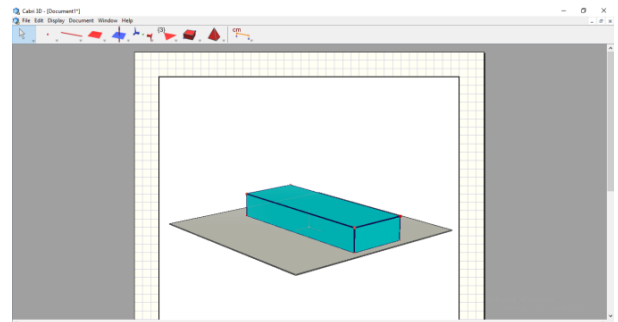 Cabri 3D - [Document1*]
File Edit Display Document Window Help
(3)
cm